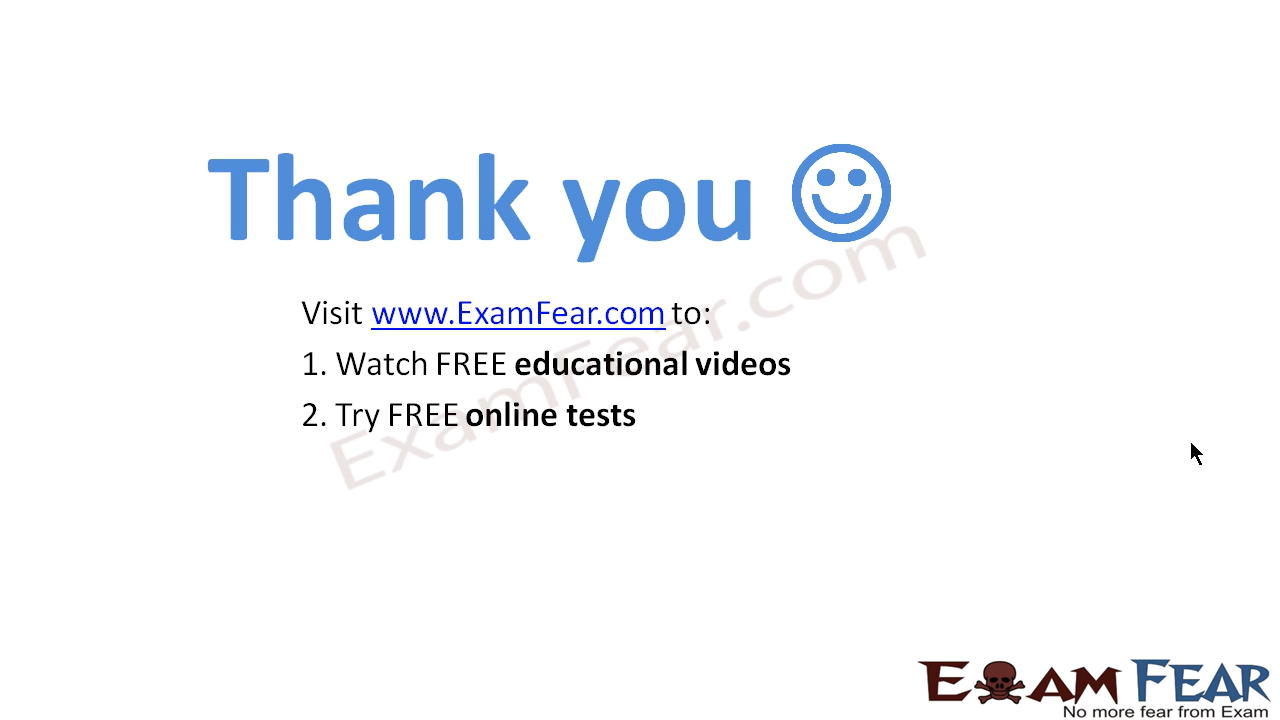 Thank you
Visit www.ExamFear.com to:
1. Watch FREE educational videos
2. Try FREE online tests
ExamFear.com
EXAM FEAR
No more fear from Exam